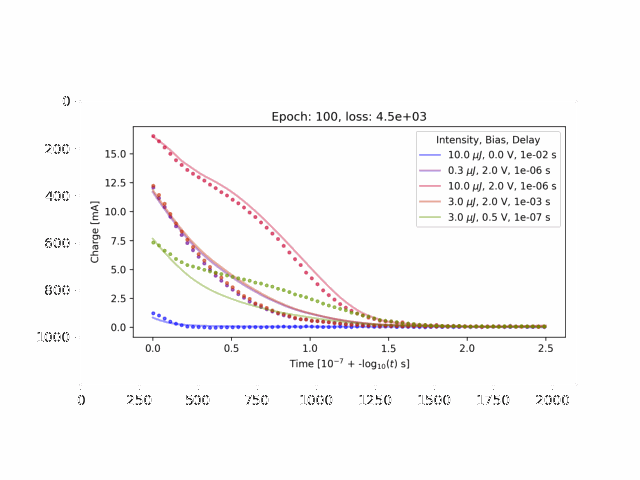 Epoch: 100, loss: 4.5e+03
Intensity, Bias, Delay
10.0 μJ, 0.0 V, 1e-02 s
0.3 μJ, 2.0 V, 1e-06 s
10.0 μJ, 2.0 V, 1e-06 s
3.0 μJ, 2.0 V, 1e-03 s
3.0 μJ, 0.5 V, 1e-07 s
Charge [mA]
15.0
12.5
10.0
7.5
5.0
2.5
0.0
0.0 0.5 1.0 1.5 2.0 2.5
Time [10⁻⁷ + -log₁₀(t) s]
0
200
400
600
800
1000
0 250 500 750 1000 1250 1500 1750 2000